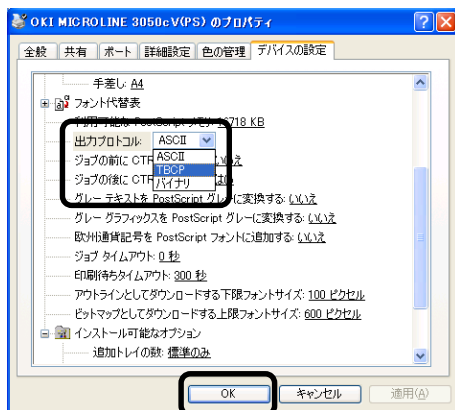 OKI MICROLINE 3050cV(PS) のプロパティ
全般 共有 ポート 詳細設定 色の管理 デバイスの設定
手差し: A4
フォント代替表
718 KB
出力プロトコル: ASCII
ASCII
ジョブの前に CTR
TBCP
ジョブの後に CTR
バイナリ
グレー テキストを PostScript グレーに変換する: いいえ
グレー グラフィックスを PostScript グレーに変換する: いいえ
欧州通貨記号を PostScript フォントに追加する: いいえ
ジョブ タイムアウト: 0 秒
印刷待ちタイムアウト: 300 秒
アウトラインとしてダウンロードする下限フォントサイズ: 100 ピクセル
ビットマップとしてダウンロードする上限フォントサイズ: 600 ピクセル
インストール可能なオプション
追加トレイの数: 標準のみ
OK キャンセル 適用(A)